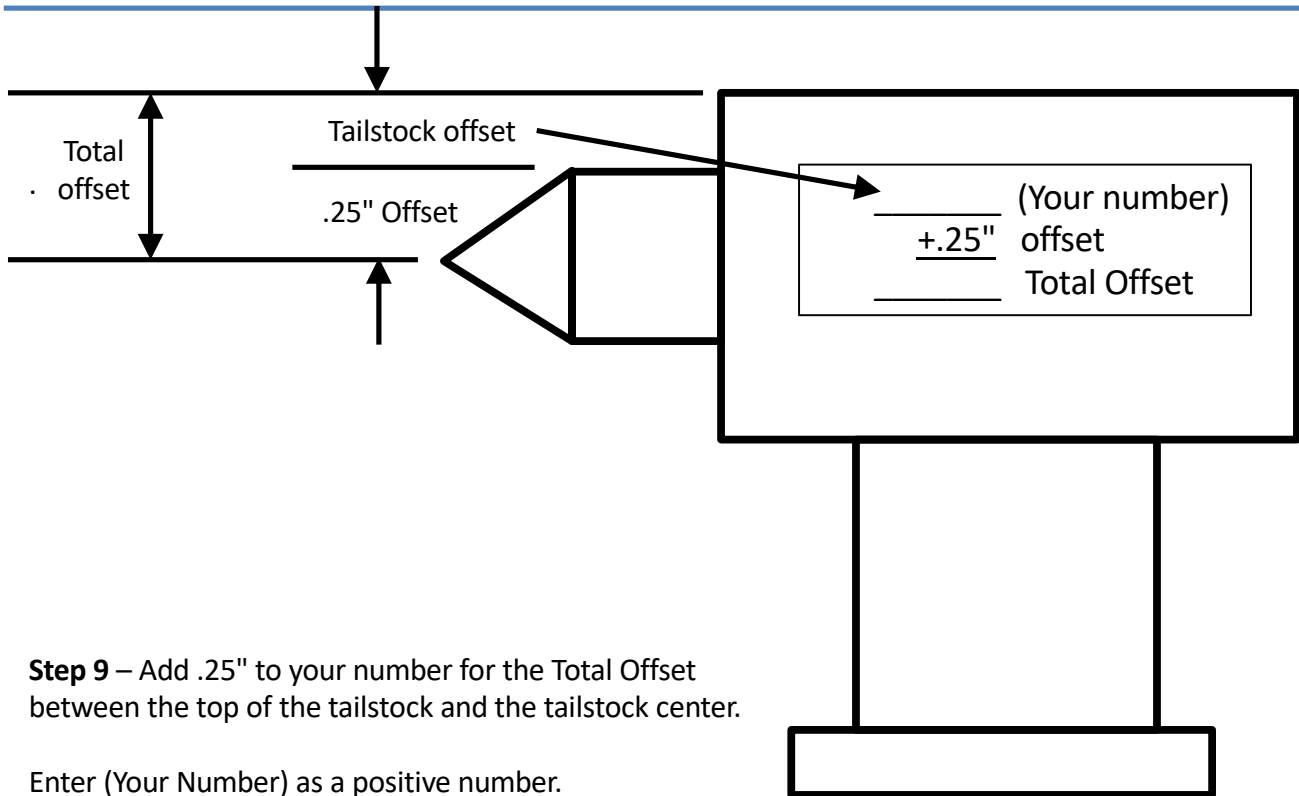 Total
. offset
Tailstock offset
.25" Offset
_______ (Your number)
+.25" offset
_______ Total Offset
Step 9 – Add .25" to your number for the Total Offset
between the top of the tailstock and the tailstock center.
Enter (Your Number) as a positive number.